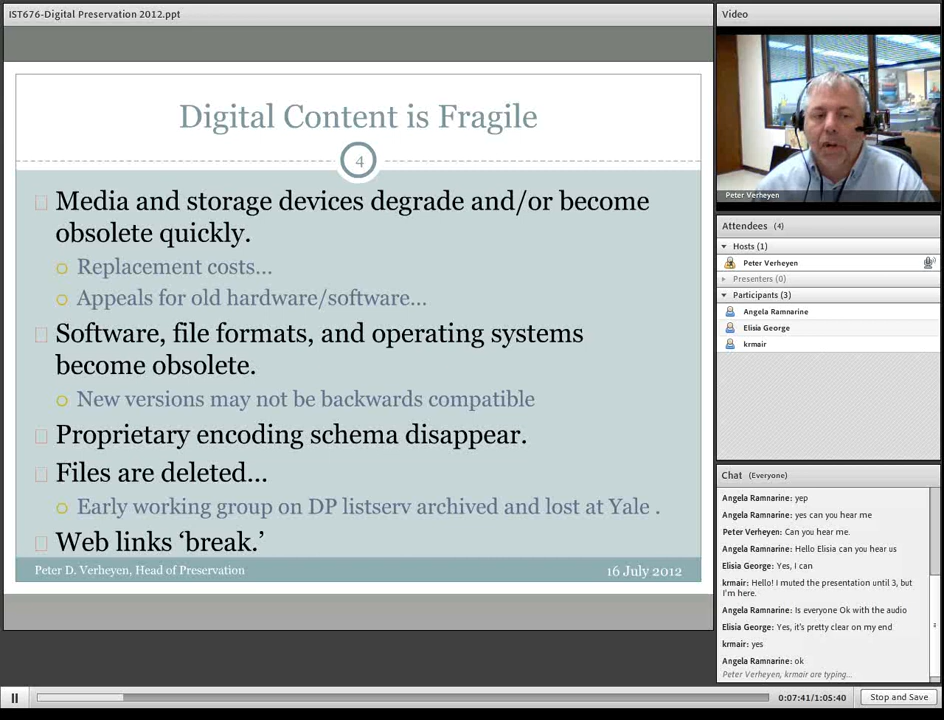 IST676-Digital Preservation 2012.ppt
Digital Content is Fragile
4
Media and storage devices degrade and/or become
obsolete quickly.
Replacement costs...
Appeals for old hardware/software...
Software, file formats, and operating systems
become obsolete.
New versions may not be backwards compatible
Proprietary encoding schema disappear.
Files are deleted...
Early working group on DP listserv archived and lost at Yale .
Web links ‘break.’
Peter D. Verheyen, Head of Preservation
16 July 2012
Video
Peter Verheyen
Attendees (4)
Hosts (1)
Peter Verheyen
Presenters (0)
Participants (3)
Angela Ramnarine
Elisia George
krmair
Chat (Everyone)
Angela Ramnarine: yep
Angela Ramnarine: yes can you hear me
Peter Verheyen: Can you hear me.
Angela Ramnarine: Hello Elisia can you hear us
Elisia George: Yes, I can
krmair: Hello! I muted the presentation until 3, but
I'm here.
Angela Ramnarine: Is everyone Ok with the audio
Elisia George: Yes, it's pretty clear on my end
krmair: yes
Angela Ramnarine: ok
Peter Verheyen, krmair are typing...
0:07:41/1:05:40
Stop and Save